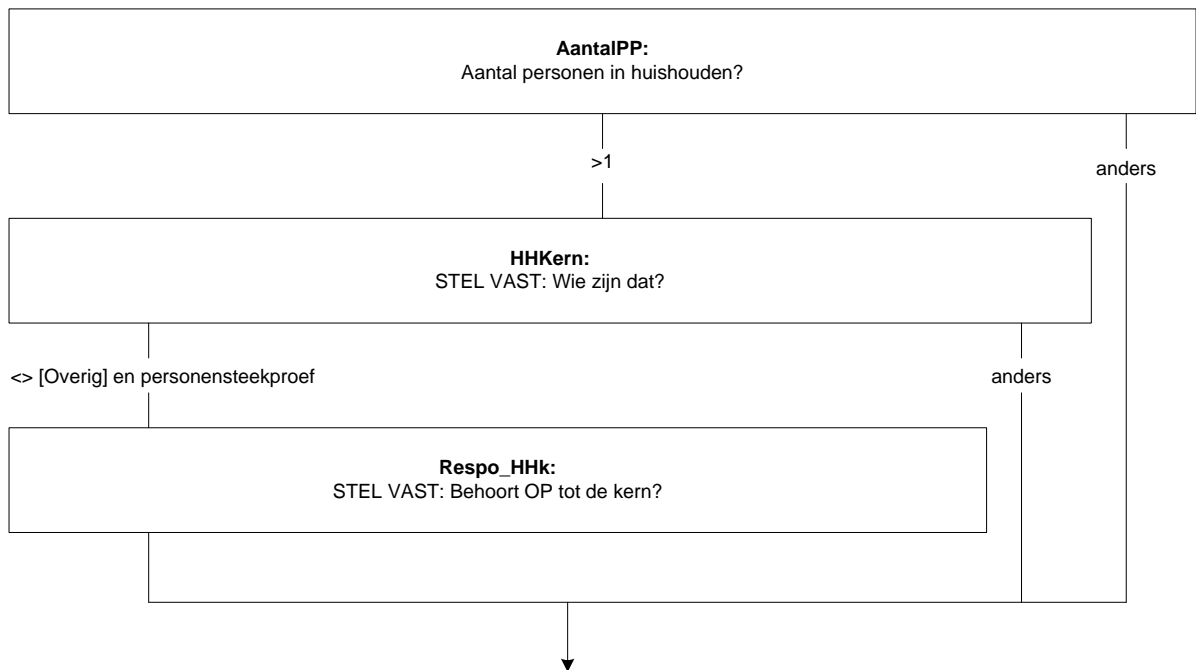 AantalPP:
Aantal personen in huishouden?
>1
anders
HHKern:
STEL VAST: Wie zijn dat?
<> [Overig] en personensteekproef
anders
Respo_HHk:
STEL VAST: Behoort OP tot de kern?